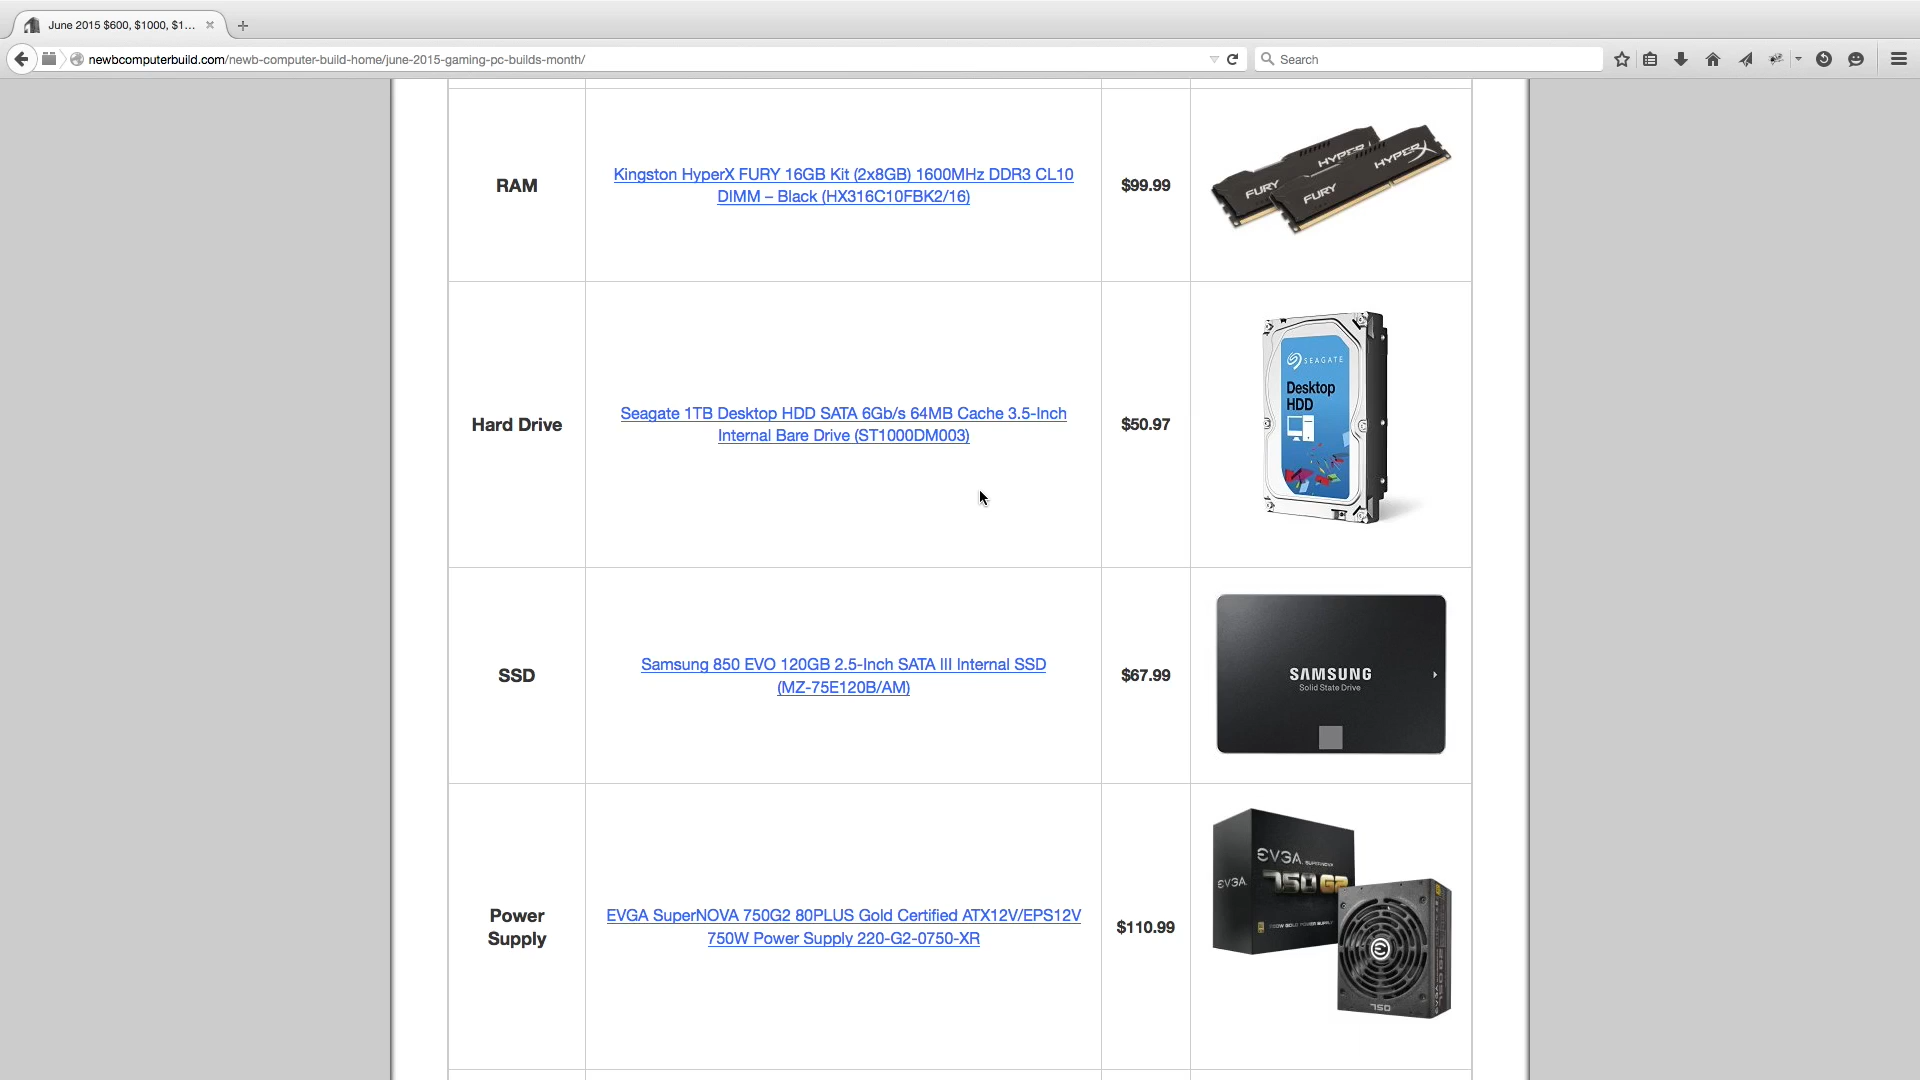 June 2015 $600, $1000, $1...
newbcomputerbuild.com/newb-computer-build-home/june-2015-gaming-pc-builds-month/
Search
RAM
Kingston HyperX FURY 16GB Kit (2x8GB) 1600MHz DDR3 CL10
DIMM – Black (HX316C10FBK2/16)
$99.99
HYPERX
HYPERX
FURY
FURY
Hard Drive
Seagate 1TB Desktop HDD SATA 6Gb/s 64MB Cache 3.5-Inch
Internal Bare Drive (ST1000DM003)
$50.97
SEAGATE
Desktop
HDD
SSD
Samsung 850 EVO 120GB 2.5-Inch SATA III Internal SSD
(MZ-75E120B/AM)
$67.99
SAMSUNG
Solid State Drive
Power
Supply
EVGA SuperNOVA 750G2 80PLUS Gold Certified ATX12V/EPS12V
750W Power Supply 220-G2-0750-XR
$110.99
EVGA
SUPERNOVA
EVGA
750 G2
750